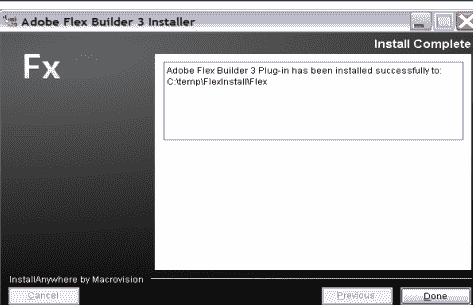 Adobe Flex Builder 3 Installer
Install Complete
Fx
Adobe Flex Builder 3 Plug-in has been installed successfully to:
C:\temp\FlexInstall\Flex
InstallAnywhere by Macrovision
Cancel
Previous
Done